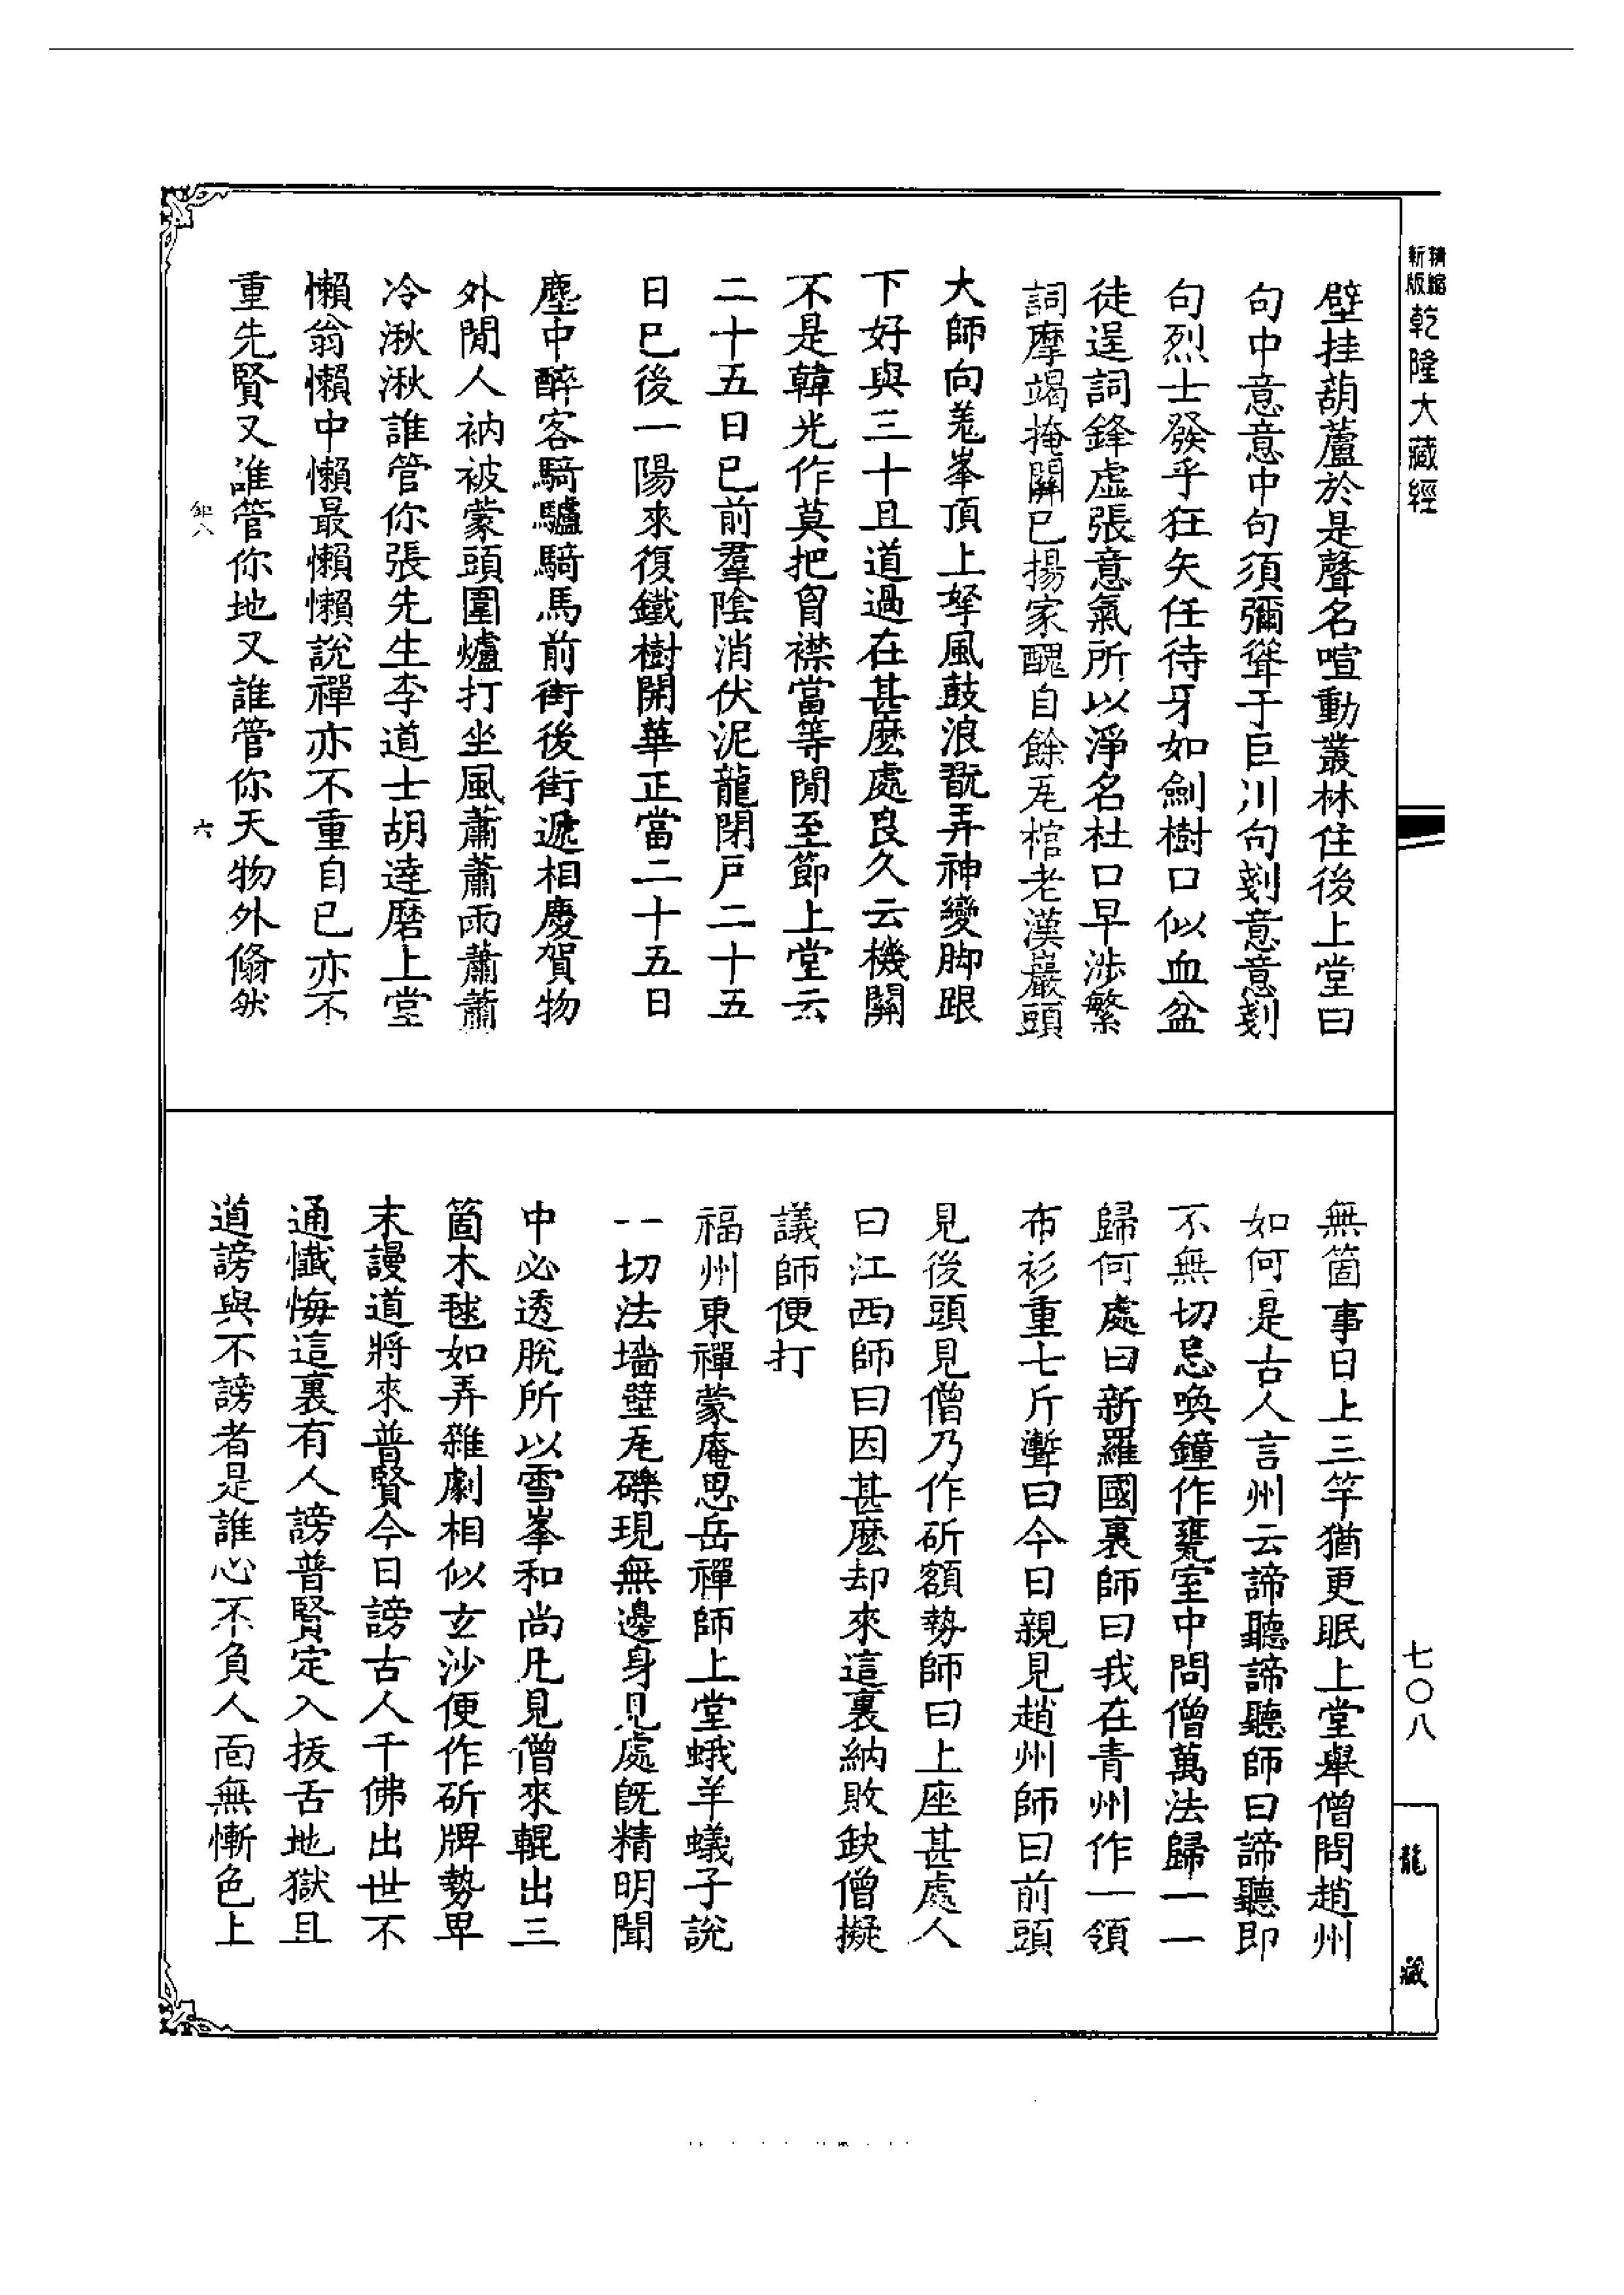 新版精縮
乾隆大藏經
壁挂葫蘆於是聲名喧動叢林住後上堂曰
句中意意中句須彌聳于巨川句剗意意剗
句烈士發乎狂矢任待牙如劍樹口似血盆
徒逞詞鋒虛張意氣所以淨名杜口早涉繁
詞摩竭掩關已揚家醜自餘瓦棺老漢巖頭
大師向羗峯頂上拏風鼓浪翫弄神變脚跟
下好與三十且道過在甚麽處良久云機關
不是韓光作莫把胷襟當等閒至節上堂云
二十五日已前羣陰消伏泥龍閉戸二十五
日已後一陽來復鐵樹開華正當二十五日
塵中醉客騎驢騎馬前街後街遞相慶賀物
外閒人衲被蒙頭圍爐打坐風蕭蕭雨蕭蕭
冷湫湫誰管你張先生李道士胡達磨上堂
懶翁懶中懶最懶懶說禪亦不重自已亦不
重先賢又誰管你地又誰管你天物外翛然
六
無箇事日上三竿猶更眠上堂舉僧問趙州
如何是古人言州云諦聽諦聽師曰諦聽即
不無切忌喚鐘作甕室中問僧萬法歸一一
歸何處曰新羅國裏師曰我在青州作一領
布衫重七斤聻曰今日親見趙州師曰前頭
見後頭見僧乃作斫額勢師曰上座甚處人
曰江西師曰因甚麽却來這裏納敗缺僧擬
議師便打
福州東禪蒙庵思岳禪師上堂蛾羊蟻子說
一切法墻壁瓦礫現無邊身見處旣精明聞
中必透脫所以雪峯和尚凡見僧來輥出三
箇木毬如弄雜劇相似玄沙便作斫牌勢卑
末謾道將來普賢今日謗古人千佛出世不
通懺悔這裏有人謗普賢定入拔舌地獄且
道謗與不謗者是誰心不負人面無慚色上
七〇八
龍藏